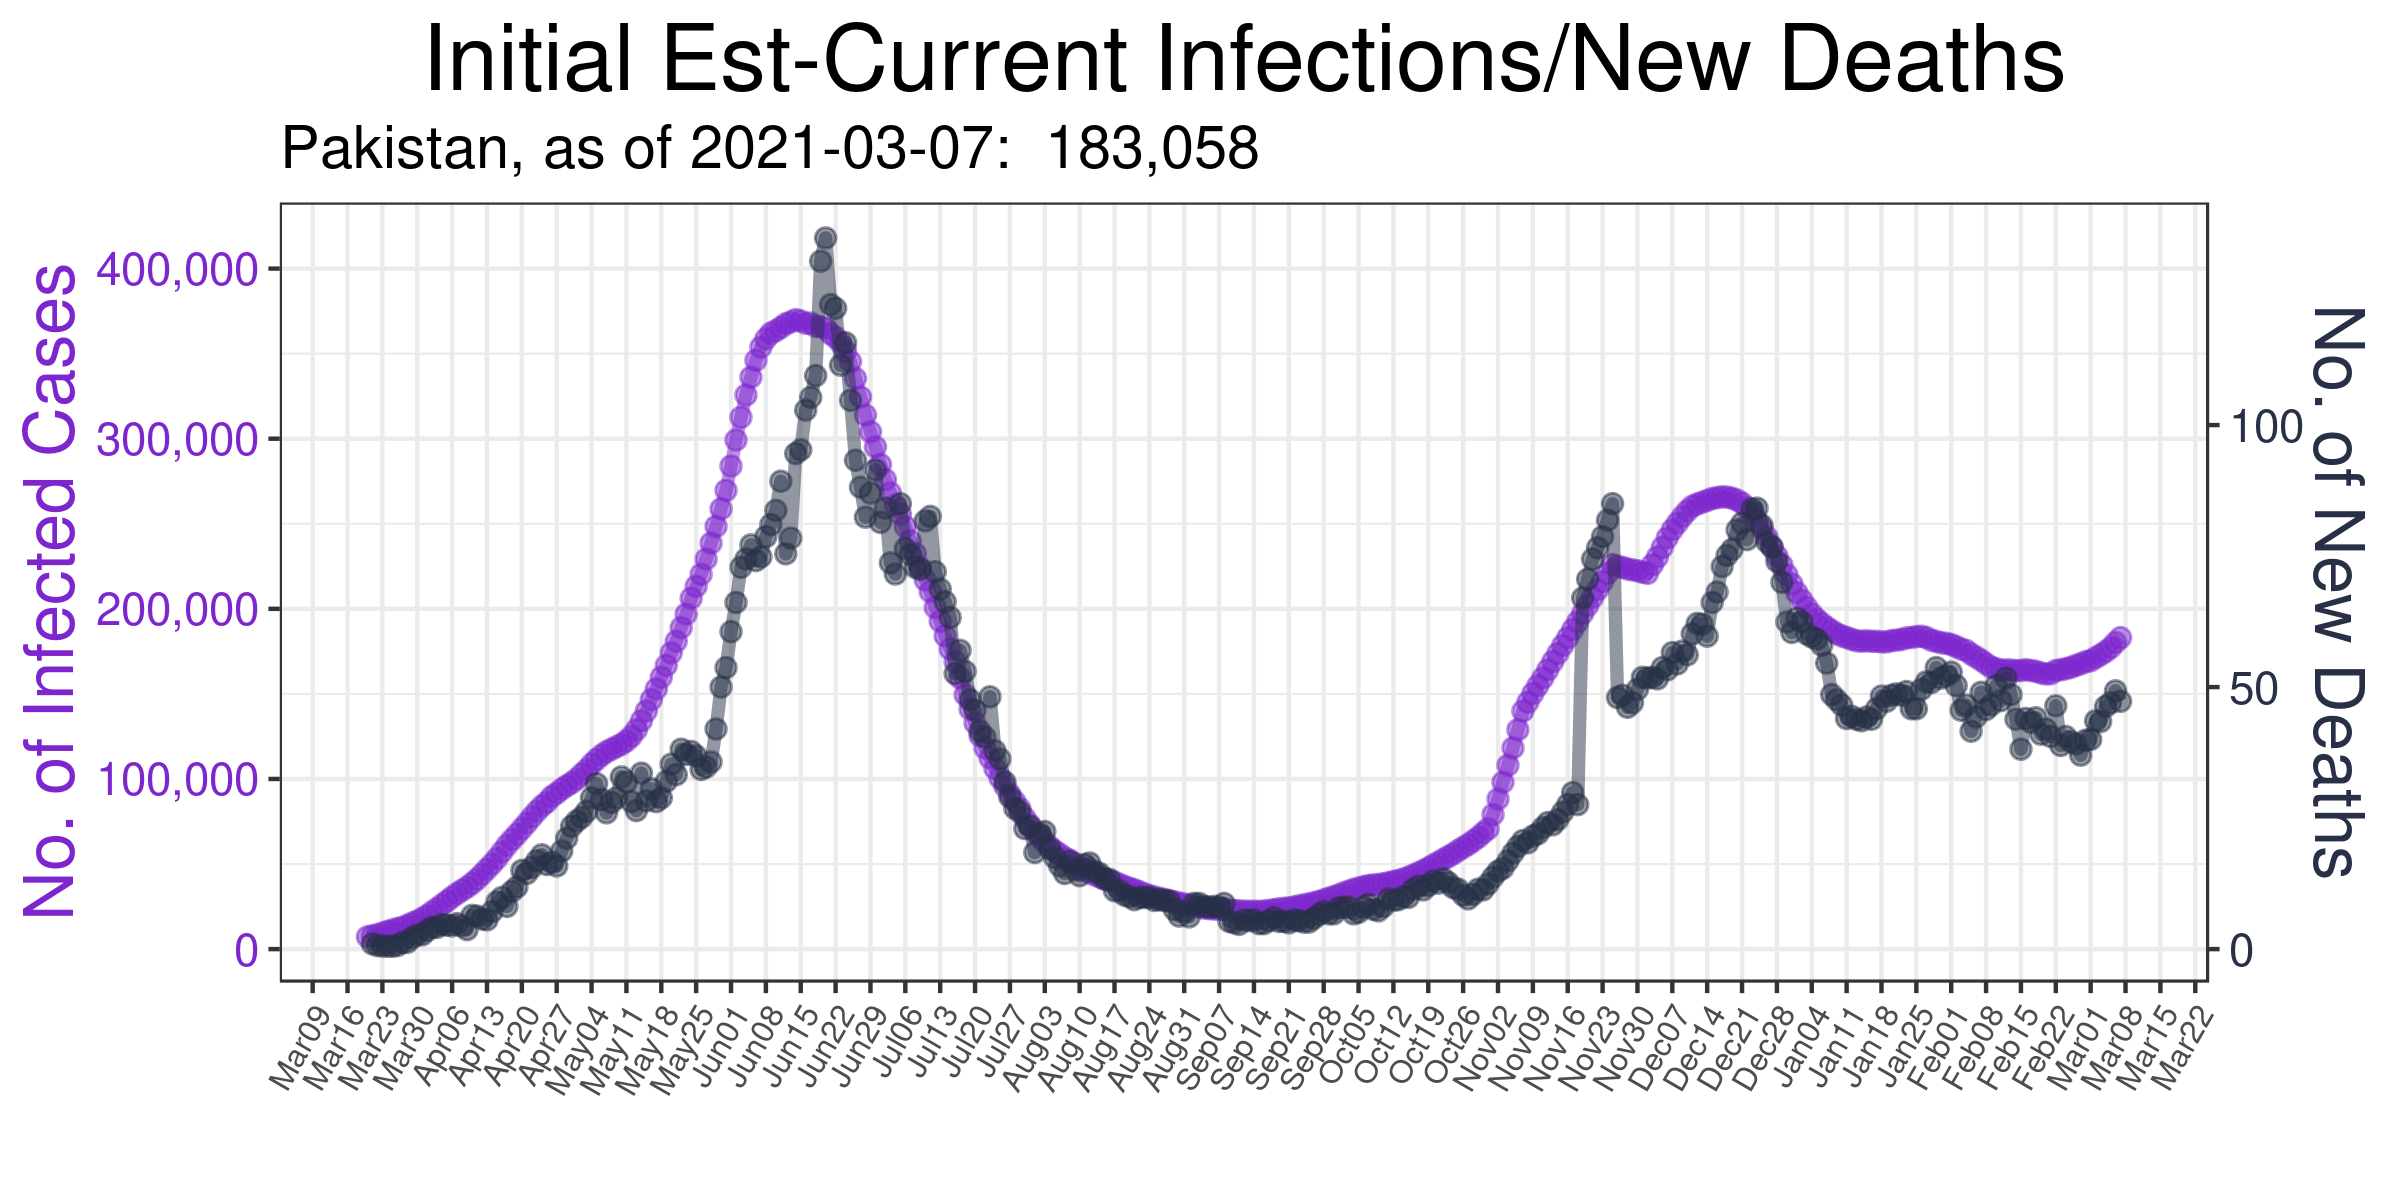 Initial Est-Current Infections/New Deaths
Pakistan, as of 2021-03-07:  183,058
No. of Infected Cases
400,000
300,000
200,000
100,000
0
No. of New Deaths
100
50
0
Mar09
Mar16
Mar23
Mar30
Apr06
Apr13
Apr20
Apr27
May04
May11
May18
May25
Jun01
Jun08
Jun15
Jun22
Jun29
Jul06
Jul13
Jul20
Jul27
Aug03
Aug10
Aug17
Aug24
Aug31
Sep07
Sep14
Sep21
Sep28
Oct05
Oct12
Oct19
Oct26
Nov02
Nov09
Nov16
Nov23
Nov30
Dec07
Dec14
Dec21
Dec28
Jan04
Jan11
Jan18
Jan25
Feb01
Feb08
Feb15
Feb22
Mar01
Mar08
Mar15
Mar22